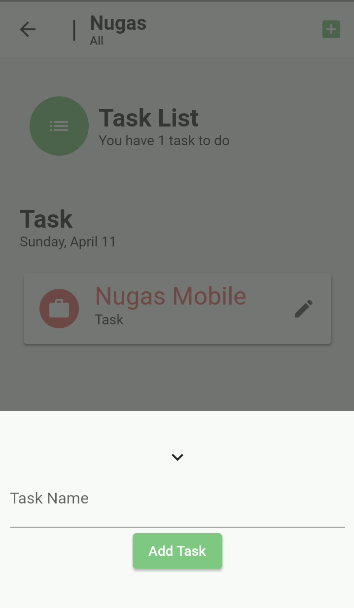 Nugas
All
Task List
You have 1 task to do
Task
Sunday, April 11
Nugas Mobile
Task
Task Name
Add Task